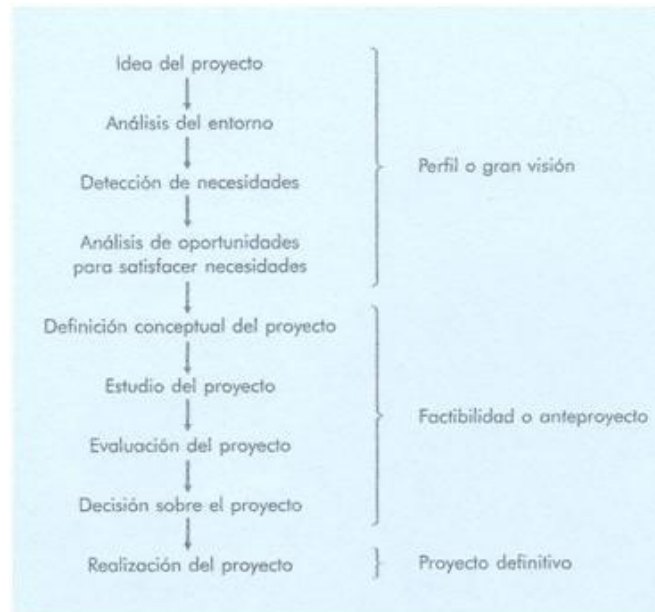 Idea del proyecto
Análisis del entorno
Detección de necesidades
Análisis de oportunidades
para satisfacer necesidades
Perfil o gran visión
Definición conceptual del proyecto
Estudio del proyecto
Evaluación del proyecto
Decisión sobre el proyecto
Factibilidad o anteproyecto
Realización del proyecto
Proyecto definitivo